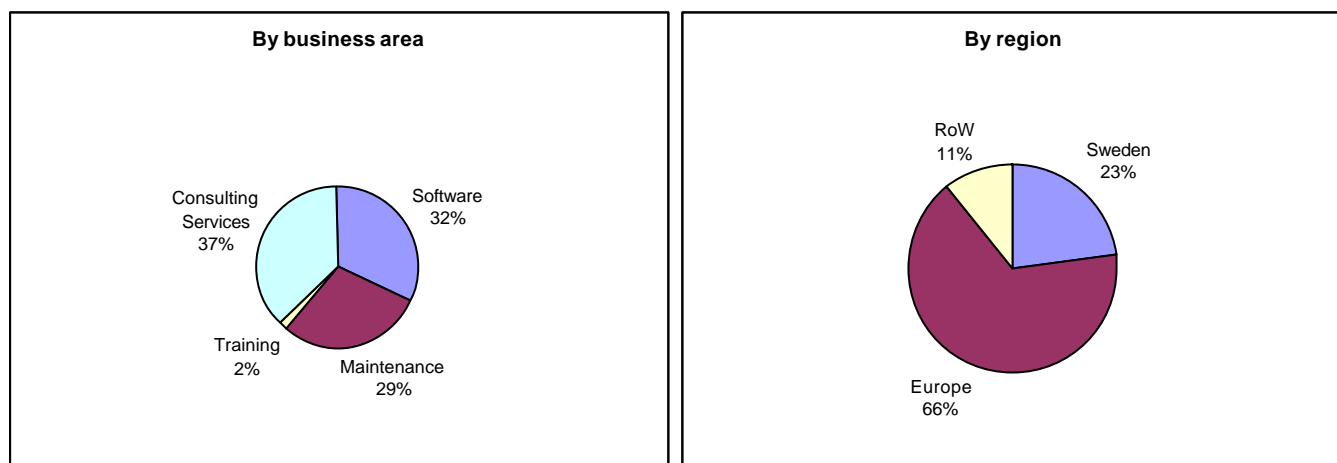 By business area
Consulting
Services
37%
Software
32%
Training
2%
Maintenance
29%
By region
RoW
11%
Sweden
23%
Europe
66%